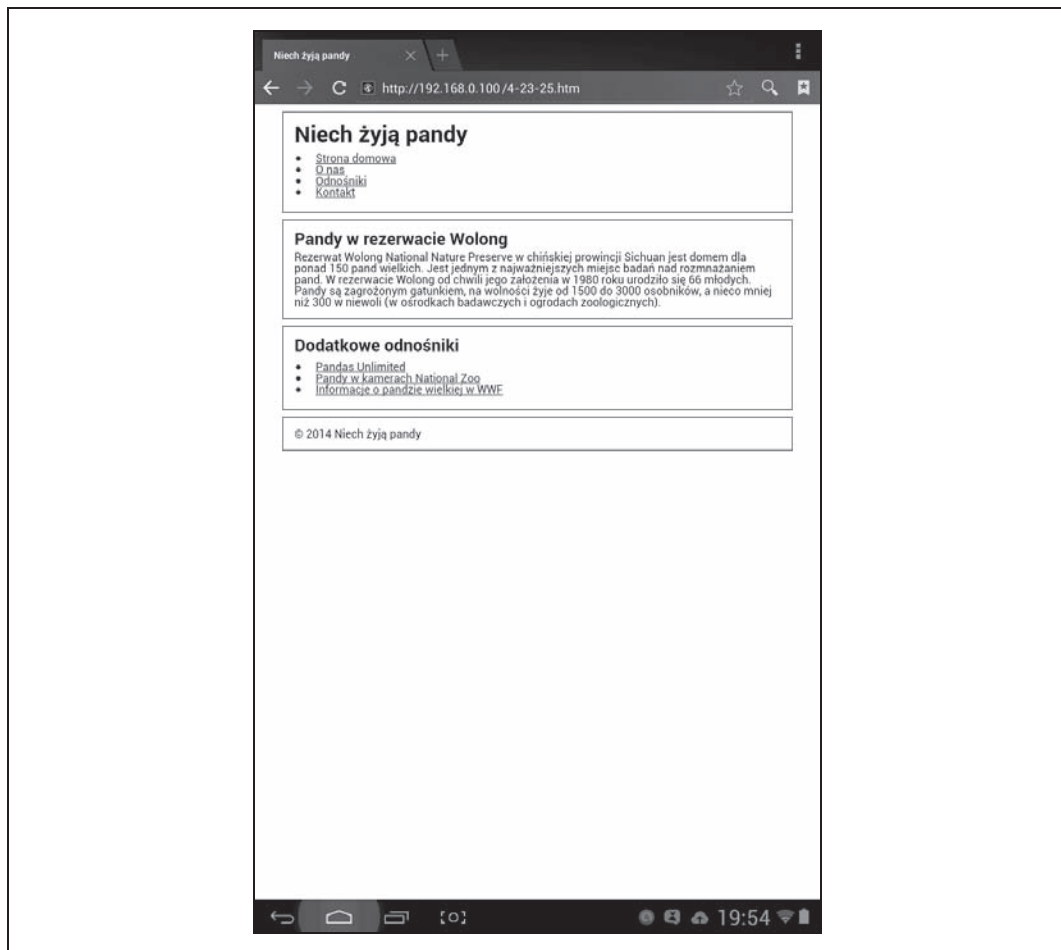 Niech żyją pandy
http://192.168.0.100/4-23-25.htm
Niech żyją pandy
Strona domowa
O nas
Odnośniki
Kontakt
Pandy w rezerwacie Wolong
Rezerwat Wolong National Nature Preserve w chińskiej prowincji Sichuan jest domem dla
ponad 150 pand wielkich. Jest jednym z najważniejszych miejsc badań nad rozmnażaniem
pand. W rezerwacie Wolong od chwili jego założenia w 1980 roku urodziło się 66 młodych.
Pandy są zagrożonym gatunkiem, na wolności żyje od 1500 do 3000 osobników, a nieco mniej
niż 300 w niewoli (w ośrodkach badawczych i ogrodach zoologicznych).
Dodatkowe odnośniki
Pandas Unlimited
Pandy w kamerach National Zoo
Informacje o pandzie wielkiej w WWF
© 2014 Niech żyją pandy
19:54